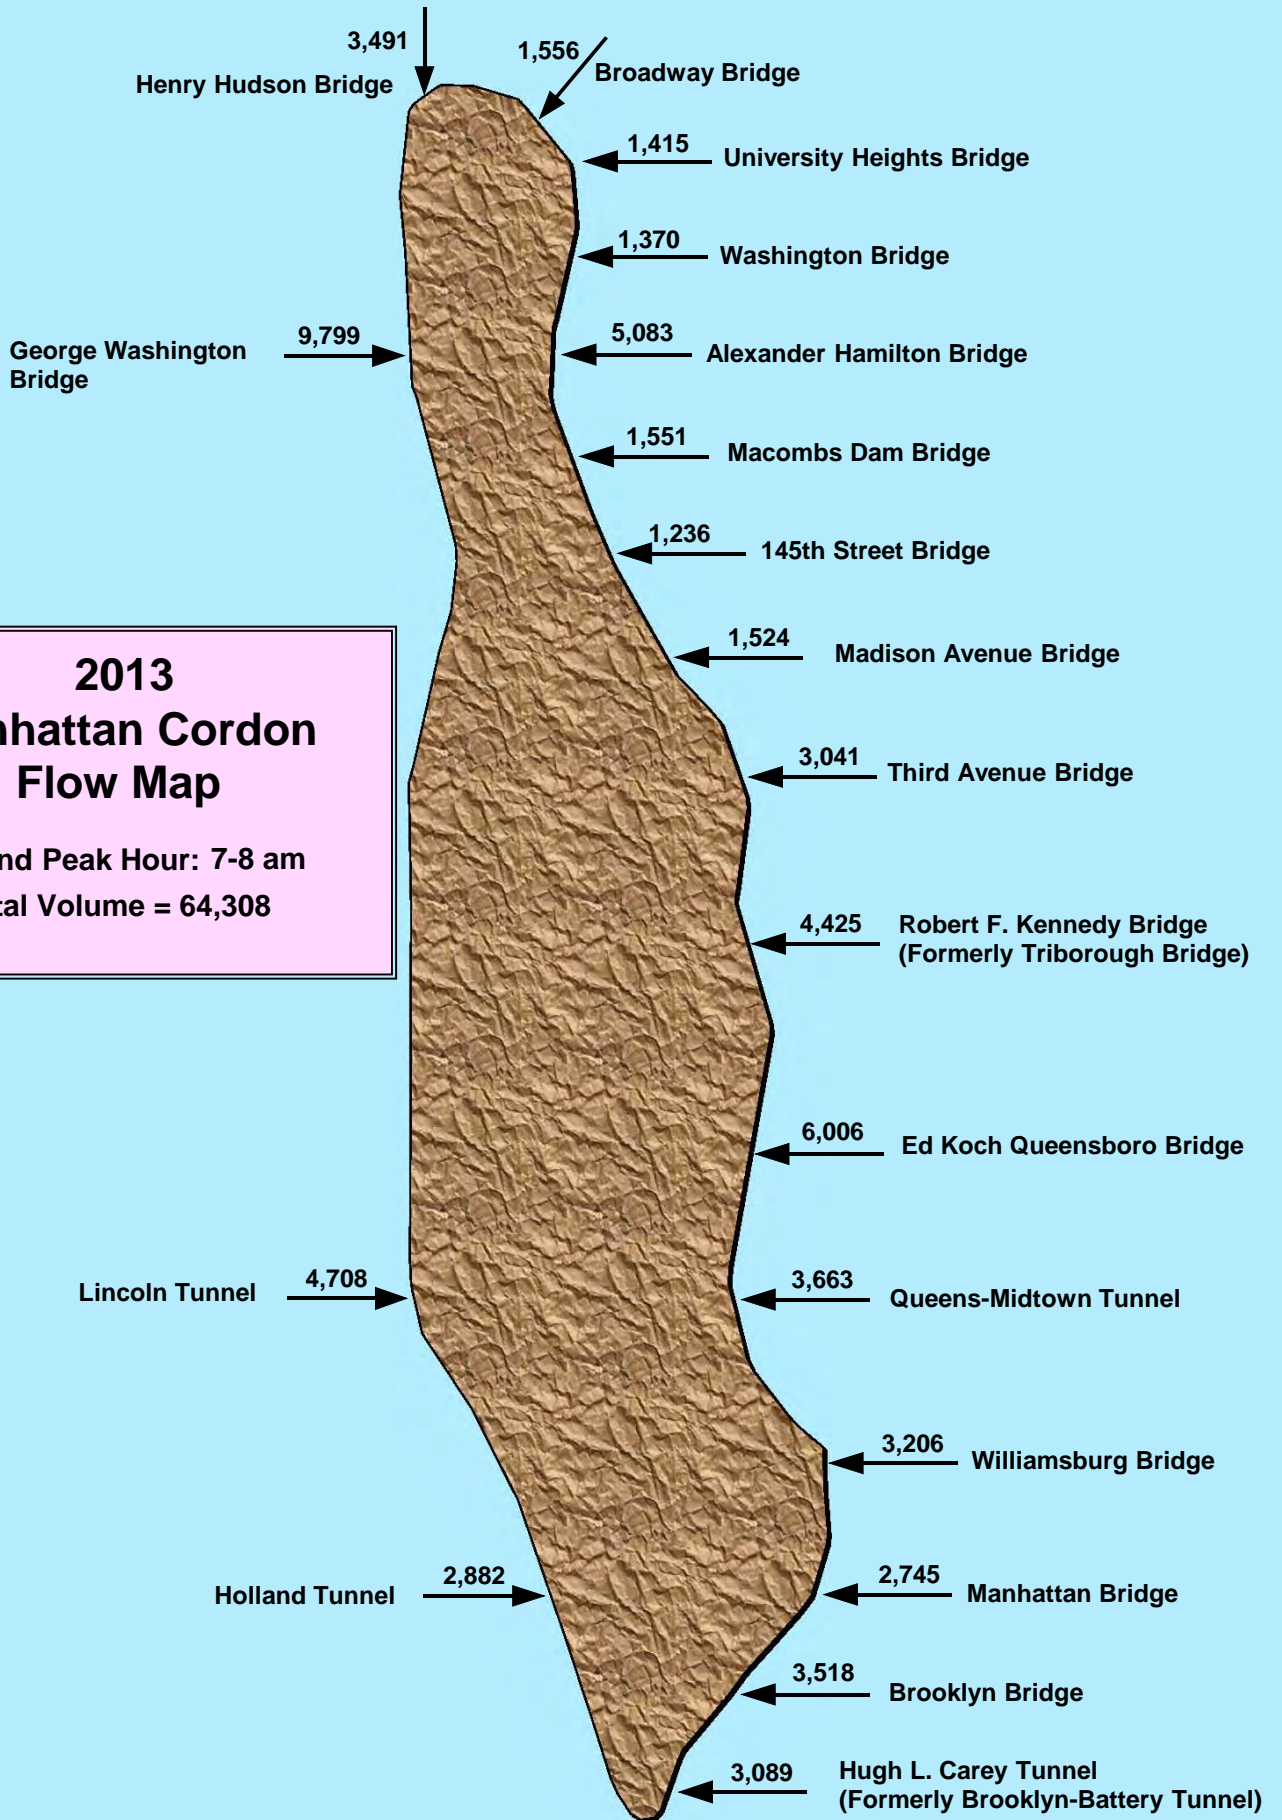 3,491
Henry Hudson Bridge
1,556
Broadway Bridge
1,415
University Heights Bridge
1,370
Washington Bridge
George Washington
Bridge
9,799
5,083
Alexander Hamilton Bridge
1,551
Macombs Dam Bridge
1,236
145th Street Bridge
1,524
Madison Avenue Bridge
2013
nhattan Cordon
Flow Map
nd Peak Hour: 7-8 am
tal Volume = 64,308
3,041
Third Avenue Bridge
4,425
Robert F. Kennedy Bridge
(Formerly Triborough Bridge)
6,006
Ed Koch Queensboro Bridge
Lincoln Tunnel
4,708
3,663
Queens-Midtown Tunnel
3,206
Williamsburg Bridge
Holland Tunnel
2,882
2,745
Manhattan Bridge
3,518
Brooklyn Bridge
3,089
Hugh L. Carey Tunnel
(Formerly Brooklyn-Battery Tunnel)